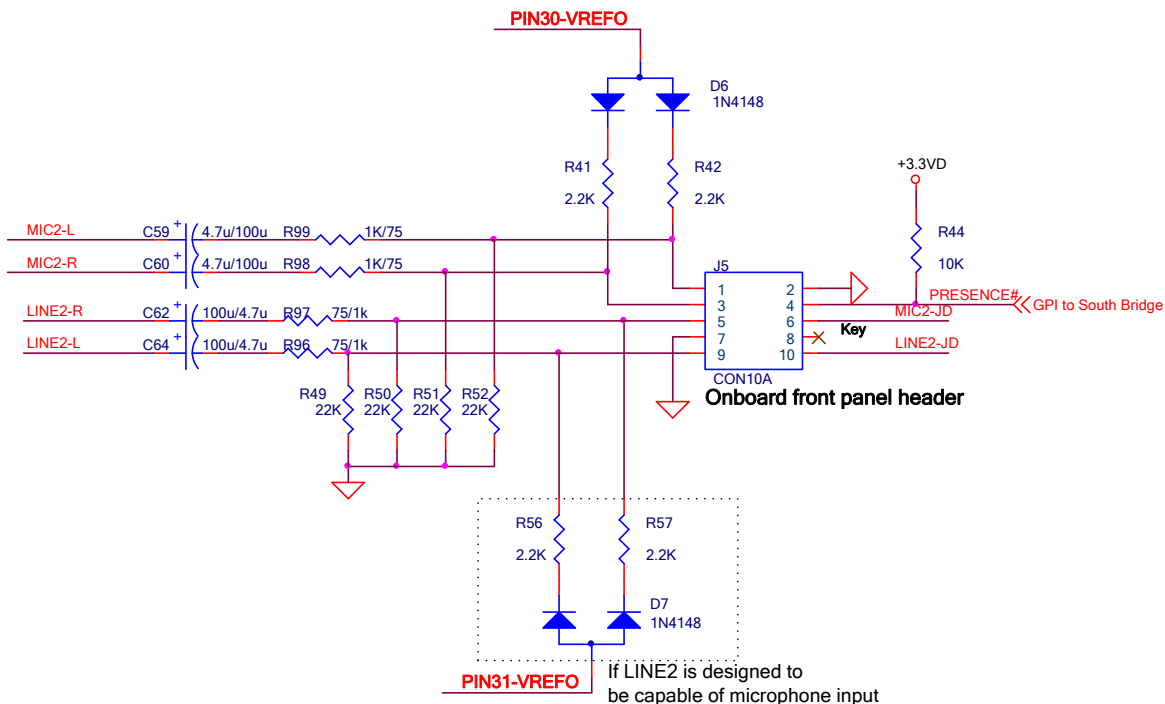 PIN30-VREFO
D6
1N4148
R41
R42
2.2K
2.2K
+3.3VD
R44
10K
MIC2-L
C59
+
4.7u/100u
R99
1K/75
MIC2-R
C60
+
4.7u/100u
R98
1K/75
LINE2-R
C62
+
100u/4.7u
R97
75/1k
LINE2-L
C64
+
100u/4.7u
R96
75/1k
J5
1
2
3
4
5
6
7
8
9
10
CON10A
PRESENCE#
GPI to South Bridge
MIC2-JD
Key
LINE2-JD
Onboard front panel header
R49
22K
R50
22K
R51
22K
R52
22K
R56
2.2K
R57
2.2K
D7
1N4148
PIN31-VREFO
If LINE2 is designed to
be capable of microphone input